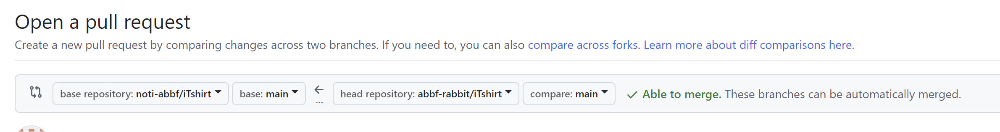 Open a pull request
Create a new pull request by comparing changes across two branches. If you need to, you can also compare across forks. Learn more about diff comparisons here.
base repository: noti-abbf/iTshirt base: main ... head repository: abbf-rabbit/iTshirt compare: main Able to merge. These branches can be automatically merged.